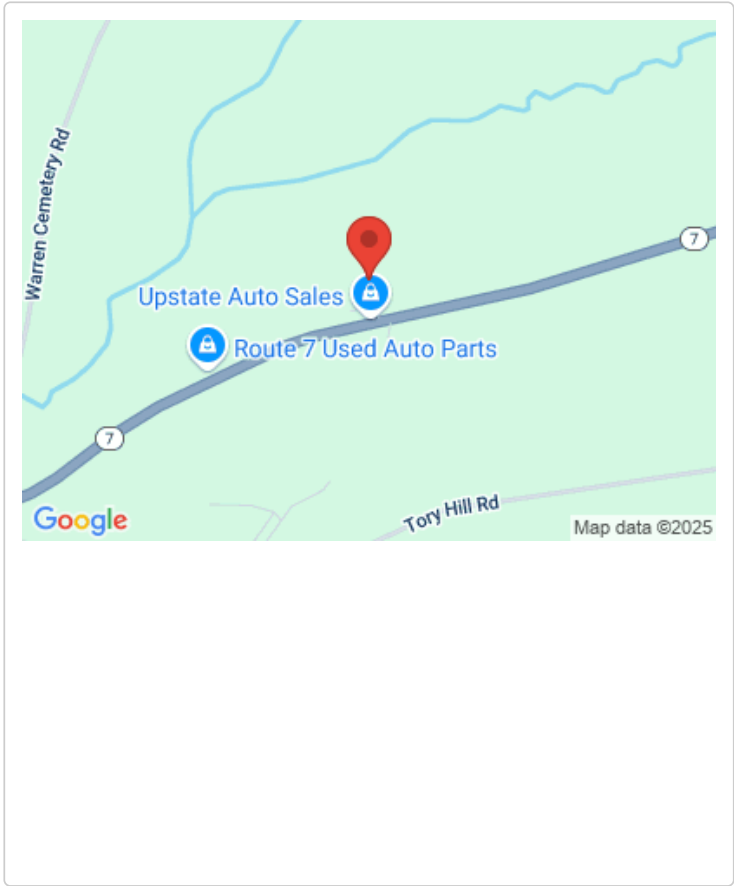 Warren Cemetery Rd
7
Upstate Auto Sales
Route 7 Used Auto Parts
7
Tory Hill Rd
Google
Map data ©2025